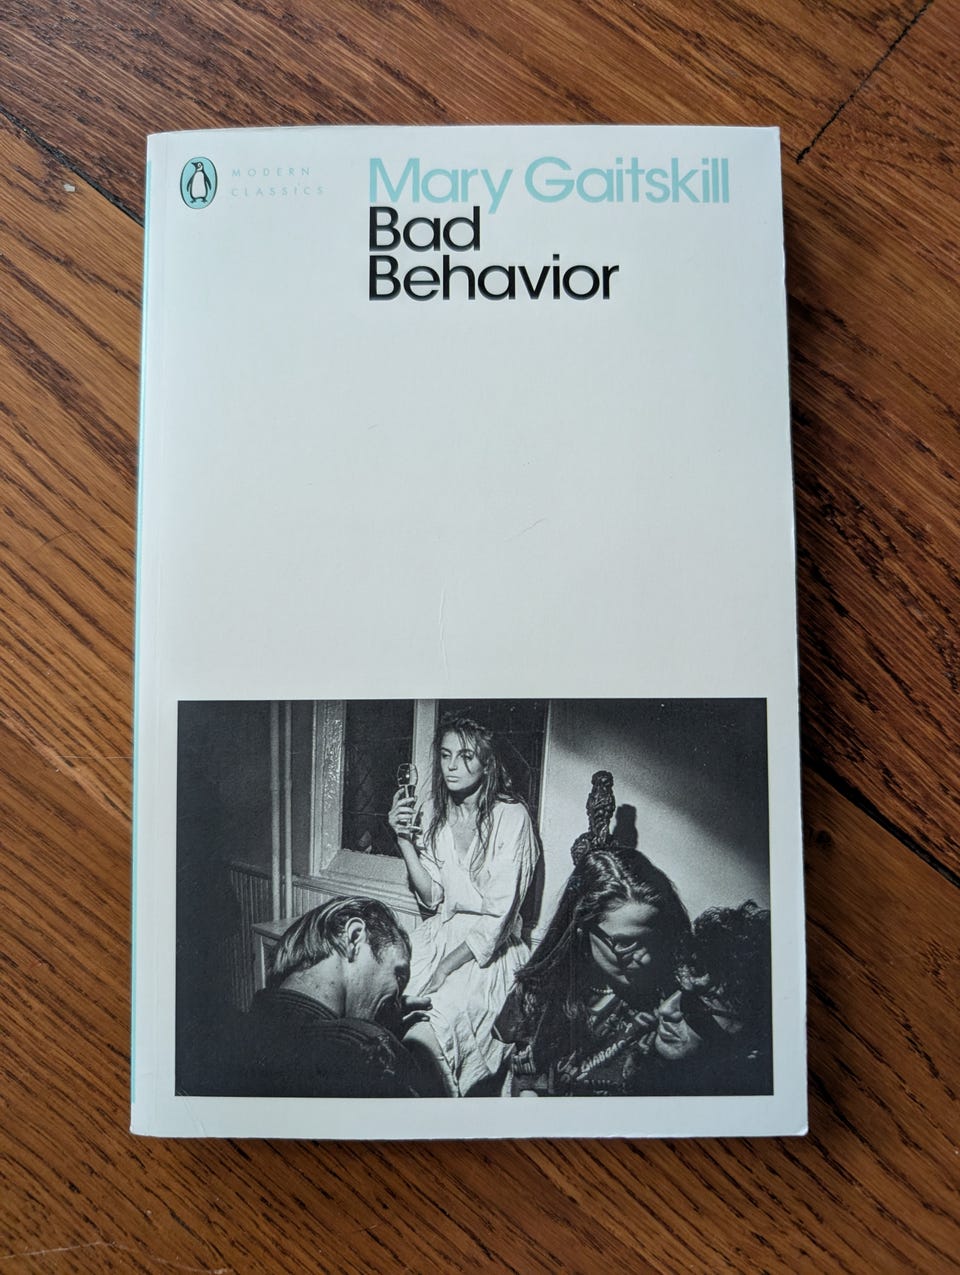 MODERN
CLASSICS
Mary Gaitskill
Bad
Behavior